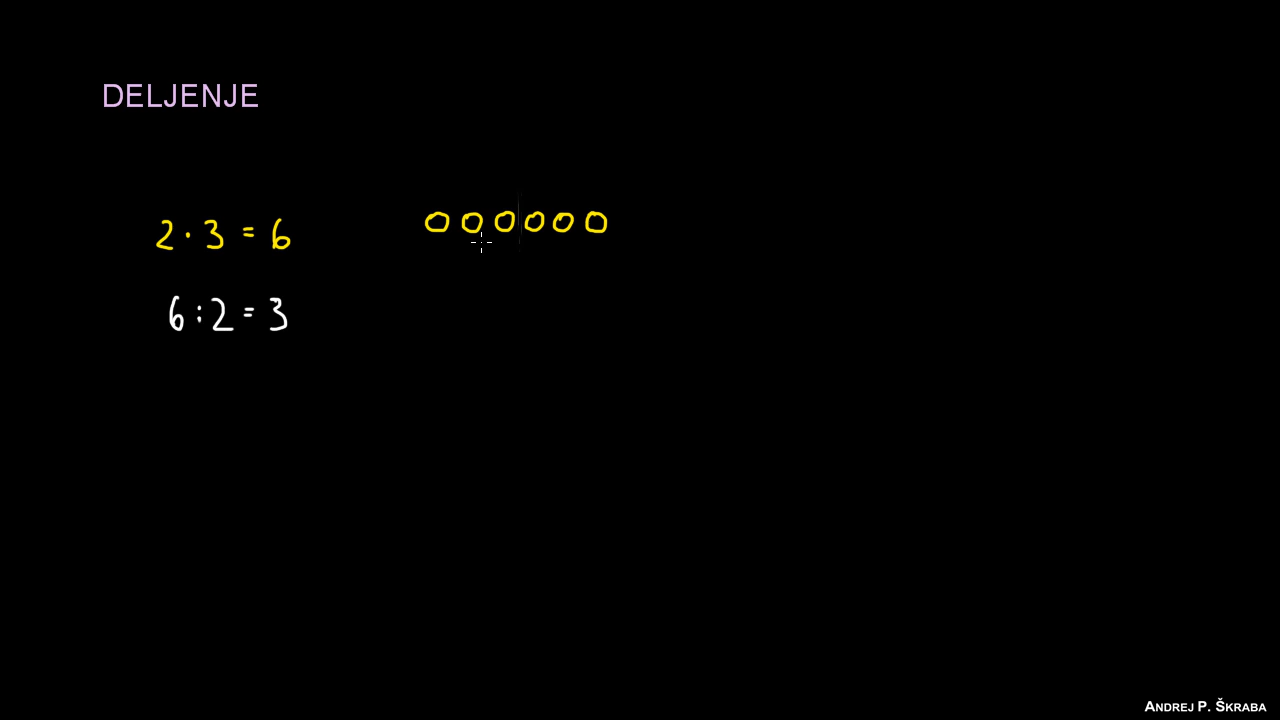 DELJENJE
2 · 3 = 6
6 : 2 = 3
ANDREJ P. ŠKRABA